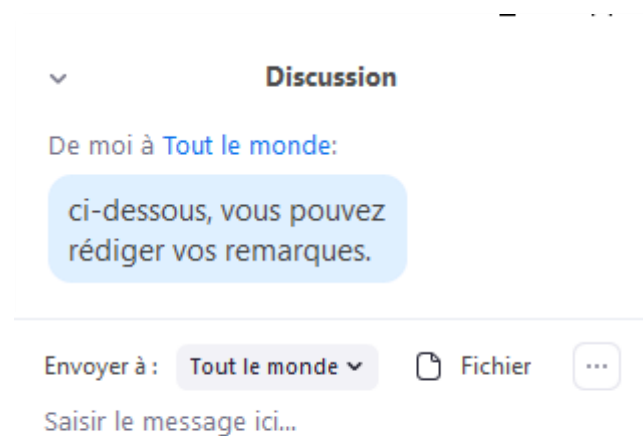 Discussion
De moi à Tout le monde:
ci-dessous, vous pouvez
rédiger vos remarques.
Envoyer à : Tout le monde Fichier ...
Saisir le message ici...